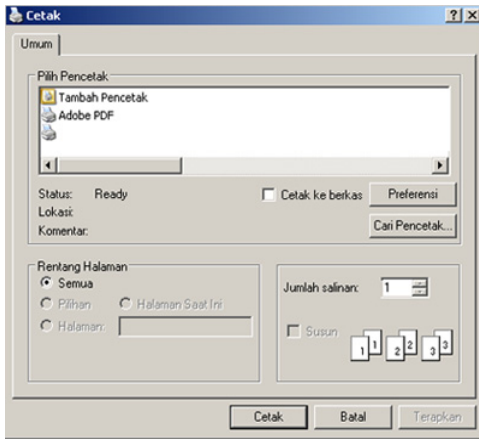 Cetak
Umum
Pilih Pencetak
Tambah Pencetak
Adobe PDF
Status: Ready
Cetak ke berkas
Preferensi
Lokasi:
Komentar:
Cari Pencetak...
Rentang Halaman
Semua
Pilihan
Halaman Saat Ini
Halaman:
Jumlah salinan: 1
Susun
1 1 2 2 3 3
Cetak
Batal
Terapkan